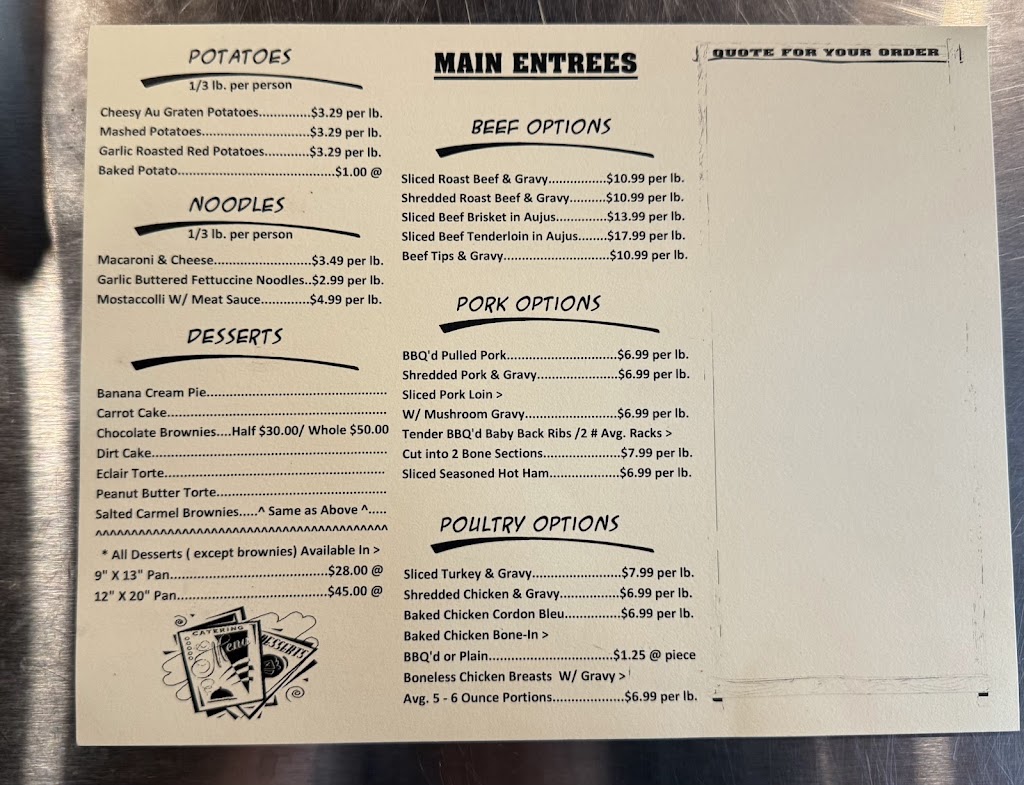 POTATOES
1/3 lb. per person
Cheesy Au Graten Potatoes.............$3.29 per lb.
Mashed Potatoes..........................$3.29 per lb.
Garlic Roasted Red Potatoes...........$3.29 per lb.
Baked Potato.......................................$1.00 @
NOODLES
1/3 lb. per person
Macaroni & Cheese........................$3.49 per lb.
Garlic Buttered Fettuccine Noodles..$2.99 per lb.
Mostaccolli W/ Meat Sauce............$4.99 per lb.
DESSERTS
Banana Cream Pie.............................................
Carrot Cake.......................................................
Chocolate Brownies....Half $30.00/ Whole $50.00
Dirt Cake..........................................................
Eclair Torte.......................................................
Peanut Butter Torte..........................................
Salted Carmel Brownies.....^ Same as Above ^.....
^^^^^^^^^^^^^^^^^^^^^^^^^^^^^^^^^^^^^^^^^
* All Desserts ( except brownies) Available In >
9" X 13" Pan.......................................$28.00 @
12" X 20" Pan.....................................$45.00 @
CATERING
Menu
DESSERTS
MAIN ENTREES
BEEF OPTIONS
Sliced Roast Beef & Gravy...............$10.99 per lb.
Shredded Roast Beef & Gravy.........$10.99 per lb.
Sliced Beef Brisket in Aujus.............$13.99 per lb.
Sliced Beef Tenderloin in Aujus.......$17.99 per lb.
Beef Tips & Gravy...........................$10.99 per lb.
PORK OPTIONS
BBQ'd Pulled Pork............................$6.99 per lb.
Shredded Pork & Gravy....................$6.99 per lb.
Sliced Pork Loin >
W/ Mushroom Gravy.......................$6.99 per lb.
Tender BBQ'd Baby Back Ribs /2 # Avg. Racks >
Cut into 2 Bone Sections...................$7.99 per lb.
Sliced Seasoned Hot Ham..................$6.99 per lb.
POULTRY OPTIONS
Sliced Turkey & Gravy......................$7.99 per lb.
Shredded Chicken & Gravy...............$6.99 per lb.
Baked Chicken Cordon Bleu..............$6.99 per lb.
Baked Chicken Bone-In >
BBQ'd or Plain...............................$1.25 @ piece
Boneless Chicken Breasts W/ Gravy >
Avg. 5 - 6 Ounce Portions..................$6.99 per lb.
QUOTE FOR YOUR ORDER